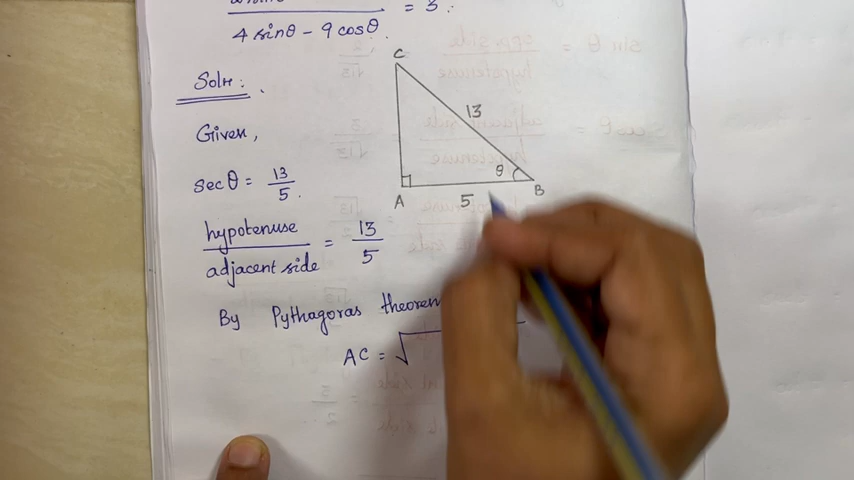 4 sinθ - 9 cosθ = 3.
Soln:
Given,
C
13
θ
A
5
B
secθ = 13/5.
hypotenuse/adjacent side = 13/5
By Pythagoras theorem
AC = √